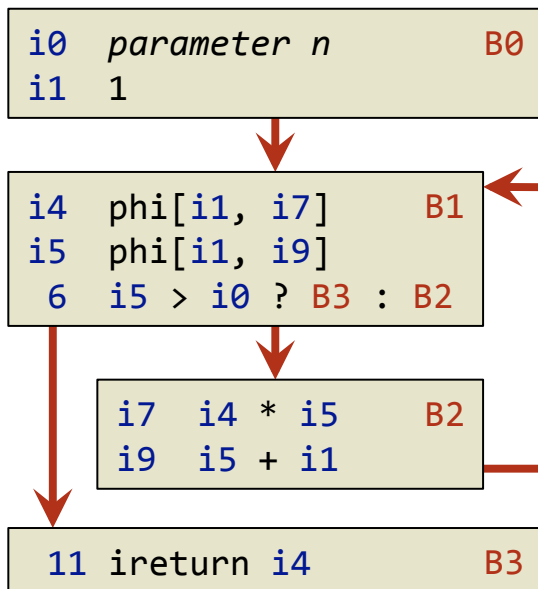 i0 parameter n B0
i1 1
i4 phi[i1, i7] B1
i5 phi[i1, i9]
6 i5 > i0 ? B3 : B2
i7 i4 * i5 B2
i9 i5 + i1
11 ireturn i4 B3